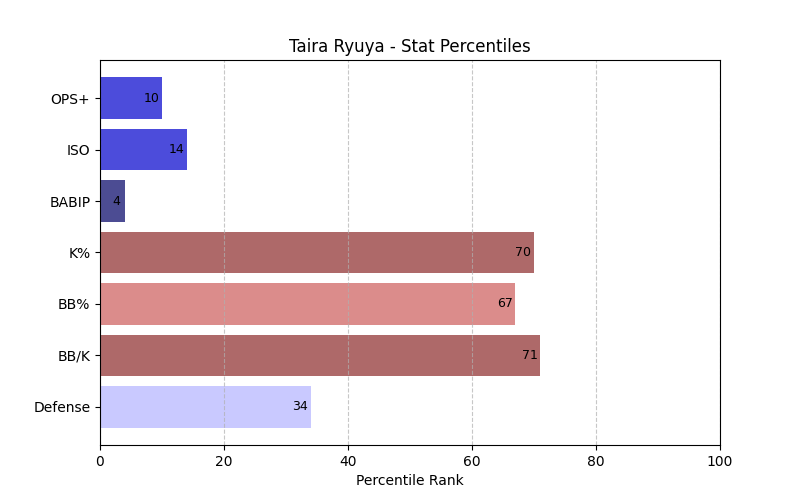 Taira Ryuya - Stat Percentiles
OPS+ 10
ISO 14
BABIP 4
K% 70
BB% 67
BB/K 71
Defense 34
0 20 40 60 80 100
Percentile Rank